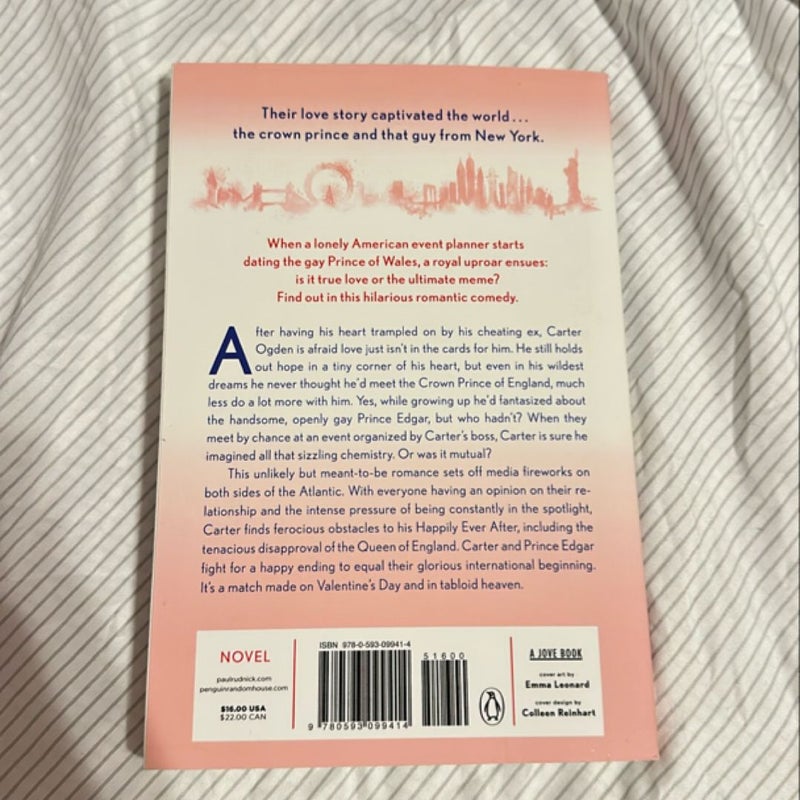 Their love story captivated the world...
the crown prince and that guy from New York.
When a lonely American event planner starts
dating the gay Prince of Wales, a royal uproar ensues:
is it true love or the ultimate meme?
Find out in this hilarious romantic comedy.
After having his heart trampled on by his cheating ex, Carter
Ogden is afraid love just isn't in the cards for him. He still holds
out hope in a tiny corner of his heart, but even in his wildest
dreams he never thought he'd meet the Crown Prince of England, much
less do a lot more with him. Yes, while growing up he'd fantasized about
the handsome, openly gay Prince Edgar, but who hadn't? When they
meet by chance at an event organized by Carter's boss, Carter is sure he
imagined all that sizzling chemistry. Or was it mutual?
This unlikely but meant-to-be romance sets off media fireworks on
both sides of the Atlantic. With everyone having an opinion on their re-
lationship and the intense pressure of being constantly in the spotlight,
Carter finds ferocious obstacles to his Happily Ever After, including the
tenacious disapproval of the Queen of England. Carter and Prince Edgar
fight for a happy ending to equal their glorious international beginning.
It's a match made on Valentine's Day and in tabloid heaven.
NOVEL
paulrudnick.com
penguinrandomhouse.com
$16.00 USA
$22.00 CAN
ISBN 978-0-593-09941-4
51600
9 780593 099414
A JOVE BOOK
cover art by
Emma Leonard
cover design by
Colleen Reinhart